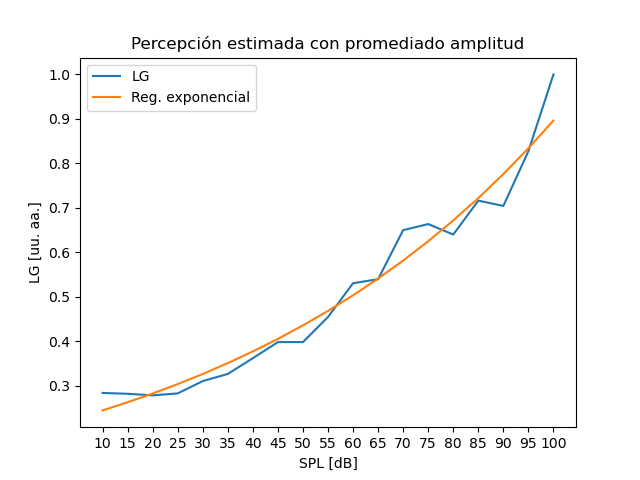 Percepción estimada con promediado amplitud
LG
Reg. exponencial
1.0
0.9
0.8
0.7
0.6
0.5
0.4
0.3
LG [uu. aa.]
10 15 20 25 30 35 40 45 50 55 60 65 70 75 80 85 90 95 100
SPL [dB]